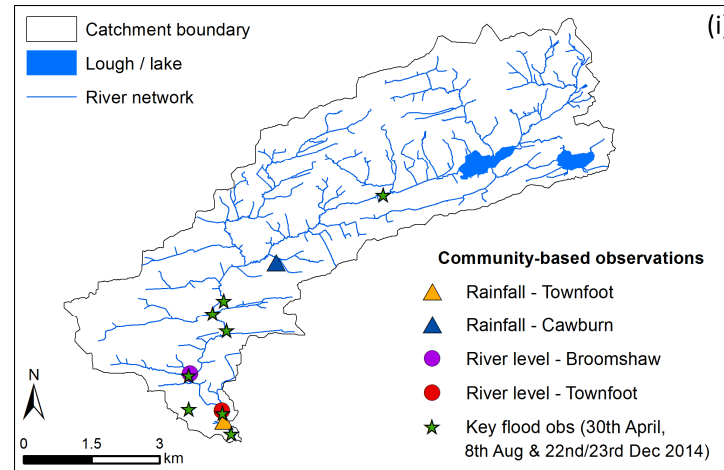 (i)
Catchment boundary
Lough / lake
River network
Community-based observations
Rainfall - Townfoot
Rainfall - Cawburn
River level - Broomshaw
River level - Townfoot
Key flood obs (30th April,
8th Aug & 22nd/23rd Dec 2014)
N
0 1.5 3
km